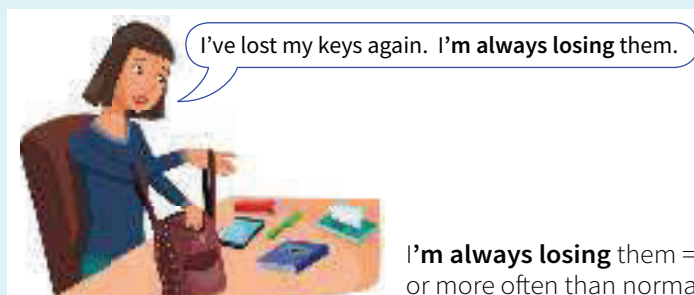 I’ve lost my keys again. I’m always losing them.
I’m always losing them =
or more often than norma